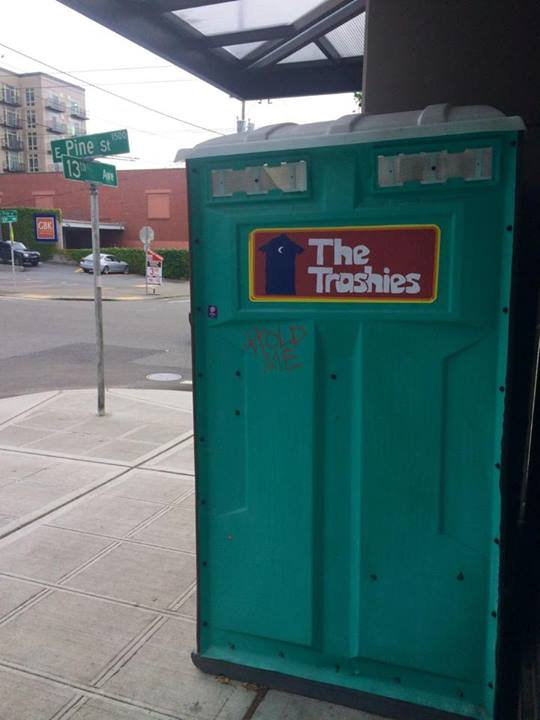 1500
E Pine St
13th Ave
GBK
The
Trashies
HOLD
ME